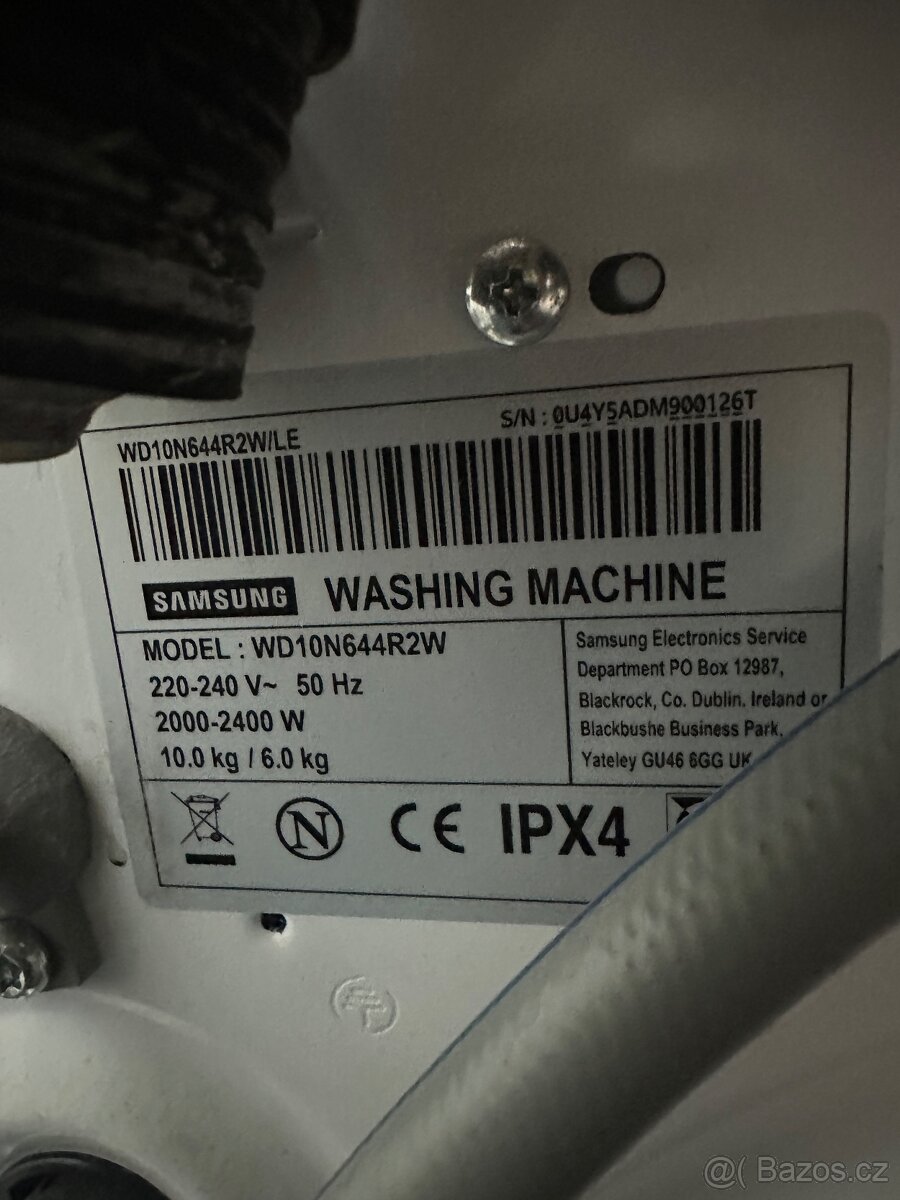 WD10N644R2W/LE
S/N : 0U4Y5ADM900126T
SAMSUNG WASHING MACHINE
MODEL : WD10N644R2W
220-240 V~ 50 Hz
2000-2400 W
10.0 kg / 6.0 kg
Samsung Electronics Service
Department PO Box 12987,
Blackrock, Co. Dublin. Ireland or
Blackbushe Business Park,
Yateley GU46 6GG UK
N CE IPX4
@( Bazos.cz